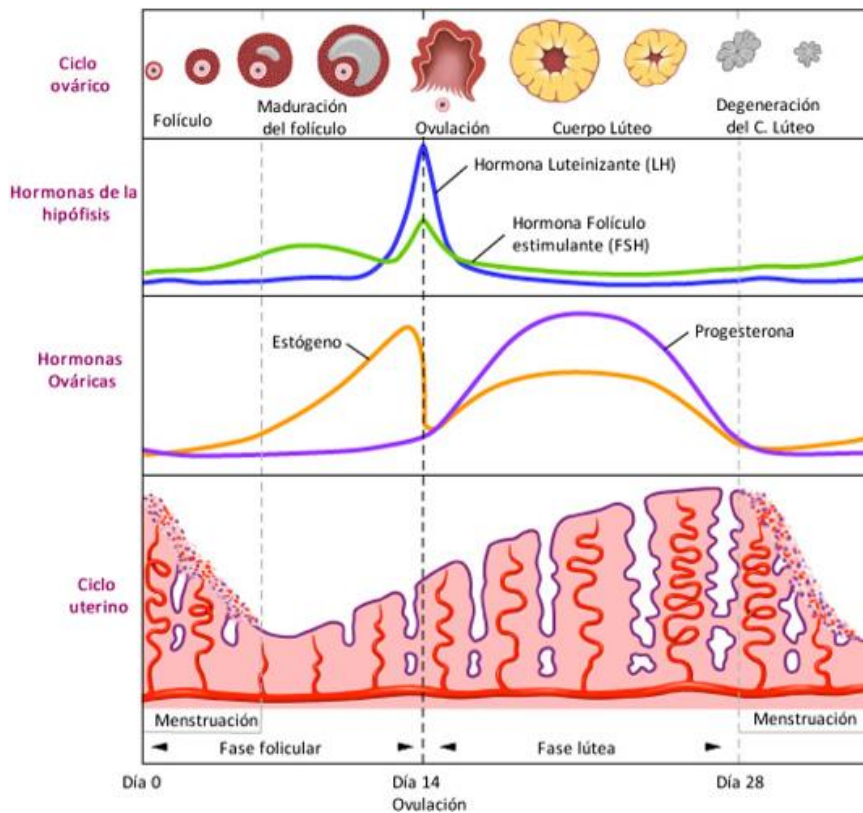 Ciclo
ovárico
Folículo
Maduración
del folículo
Ovulación
Cuerpo Lúteo
Degeneración
del C. Lúteo
Hormonas de la
hipófisis
Hormona Luteinizante (LH)
Hormona Folículo
estimulante (FSH)
Hormonas
Ováricas
Estógeno
Progesterona
Ciclo
uterino
Menstruación
Menstruación
Fase folicular
Fase lútea
Día 0
Día 14
Ovulación
Día 28